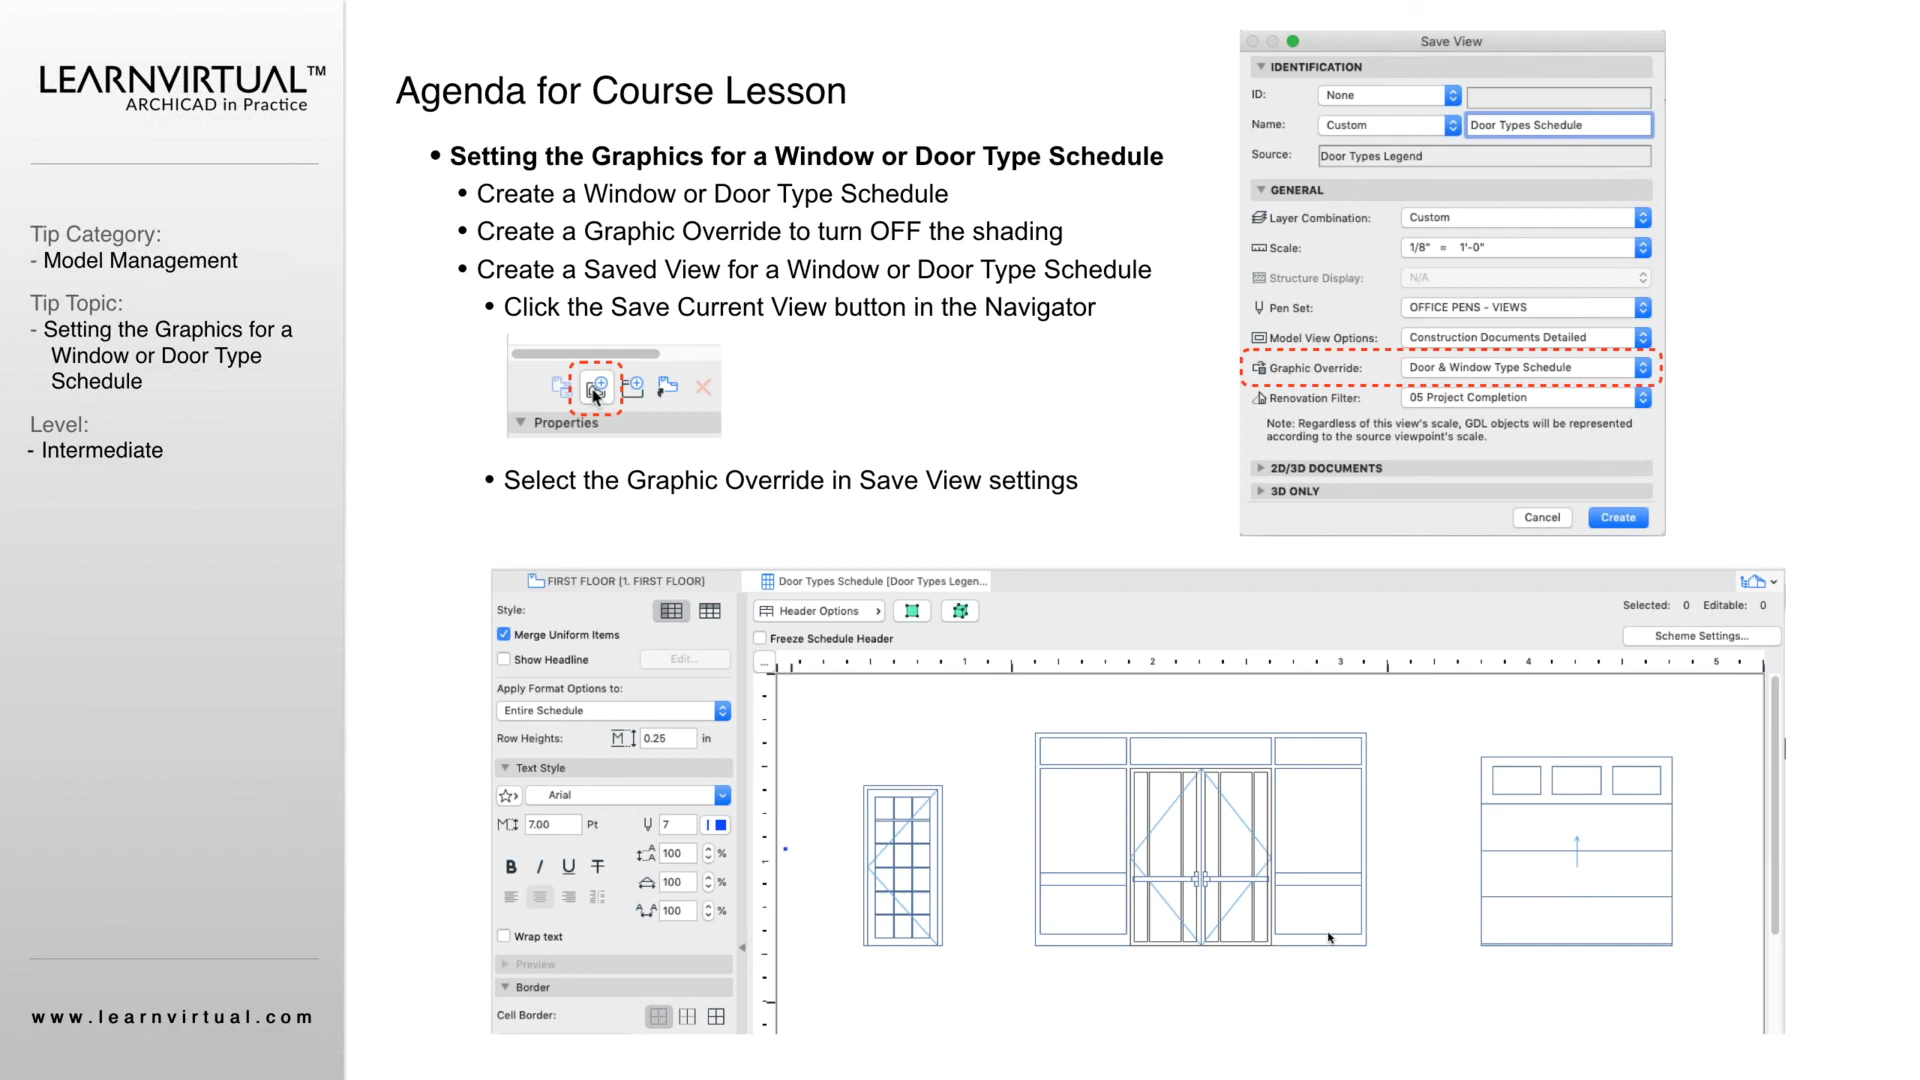 LEARNVIRTUAL™
ARCHICAD in Practice
Tip Category:
- Model Management
Tip Topic:
- Setting the Graphics for a
Window or Door Type
Schedule
Level:
- Intermediate
www.learnvirtual.com
Agenda for Course Lesson
• Setting the Graphics for a Window or Door Type Schedule
• Create a Window or Door Type Schedule
• Create a Graphic Override to turn OFF the shading
• Create a Saved View for a Window or Door Type Schedule
• Click the Save Current View button in the Navigator
Properties
• Select the Graphic Override in Save View settings
Save View
IDENTIFICATION
ID: None
Name: Custom Door Types Schedule
Source: Door Types Legend
GENERAL
Layer Combination: Custom
Scale: 1/8" = 1'-0"
Structure Display: N/A
Pen Set: OFFICE PENS - VIEWS
Model View Options: Construction Documents Detailed
Graphic Override: Door & Window Type Schedule
Renovation Filter: 05 Project Completion
Note: Regardless of this view's scale, GDL objects will be represented
according to the source viewpoint's scale.
2D/3D DOCUMENTS
3D ONLY
Cancel Create
FIRST FLOOR [1. FIRST FLOOR] Door Types Schedule [Door Types Legen...
Style: Header Options Selected: 0 Editable: 0
Merge Uniform Items Freeze Schedule Header Scheme Settings...
Show Headline Edit...
... 1 2 3 4 5
Apply Format Options to:
Entire Schedule
Row Heights: 0.25 in
Text Style
Arial
7.00 Pt 7
100 %
B I U T
100 %
100 %
Wrap text
Preview
Border
Cell Border: